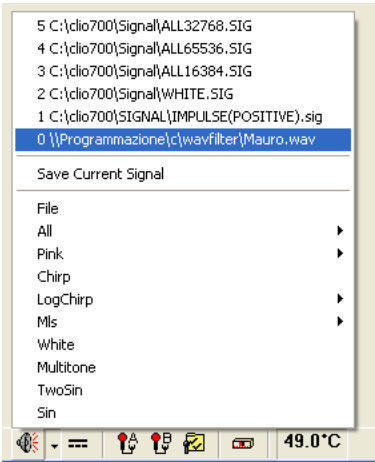 5 C:\clio700\Signal\ALL32768.SIG
4 C:\clio700\Signal\ALL65536.SIG
3 C:\clio700\Signal\ALL16384.SIG
2 C:\clio700\Signal\WHITE.SIG
1 C:\clio700\SIGNAL\IMPULSE(POSITIVE).sig
0 \\Programmazione\c\wavfilter\Mauro.wav
Save Current Signal
File
All
Pink
Chirp
LogChirp
Mls
White
Multitone
TwoSin
Sin
A B 49.0°C